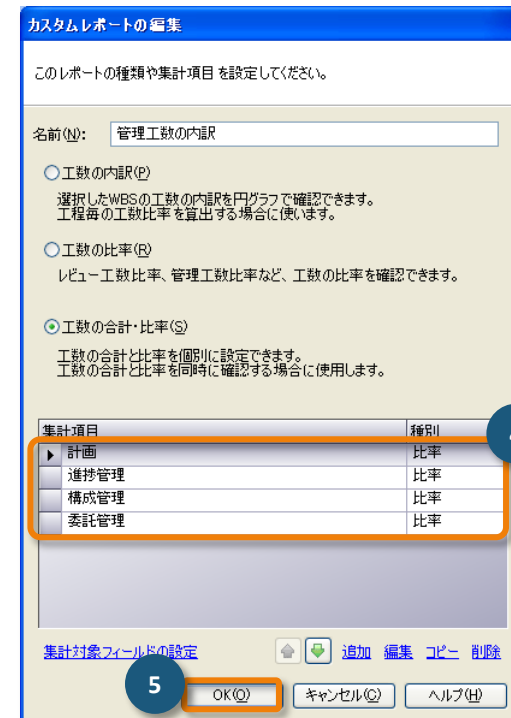 カスタムレポートの編集
このレポートの種類や集計項目を設定してください。
名前(N): 管理工数の内訳
工数の内訳(P)
選択したWBSの工数の内訳を円グラフで確認できます。
工程毎の工数比率を算出する場合に使います。
工数の比率(R)
レビュー工数比率、管理工数比率など、工数の比率を確認できます。
工数の合計・比率(S)
工数の合計と比率を個別に設定できます。
工数の合計と比率を同時に確認する場合に使用します。
集計項目 種別
計画 比率
進捗管理 比率
構成管理 比率
委託管理 比率
集計対象フィールドの設定 追加 編集 コピー 削除
5 OK(O) キャンセル(C) ヘルプ(H)